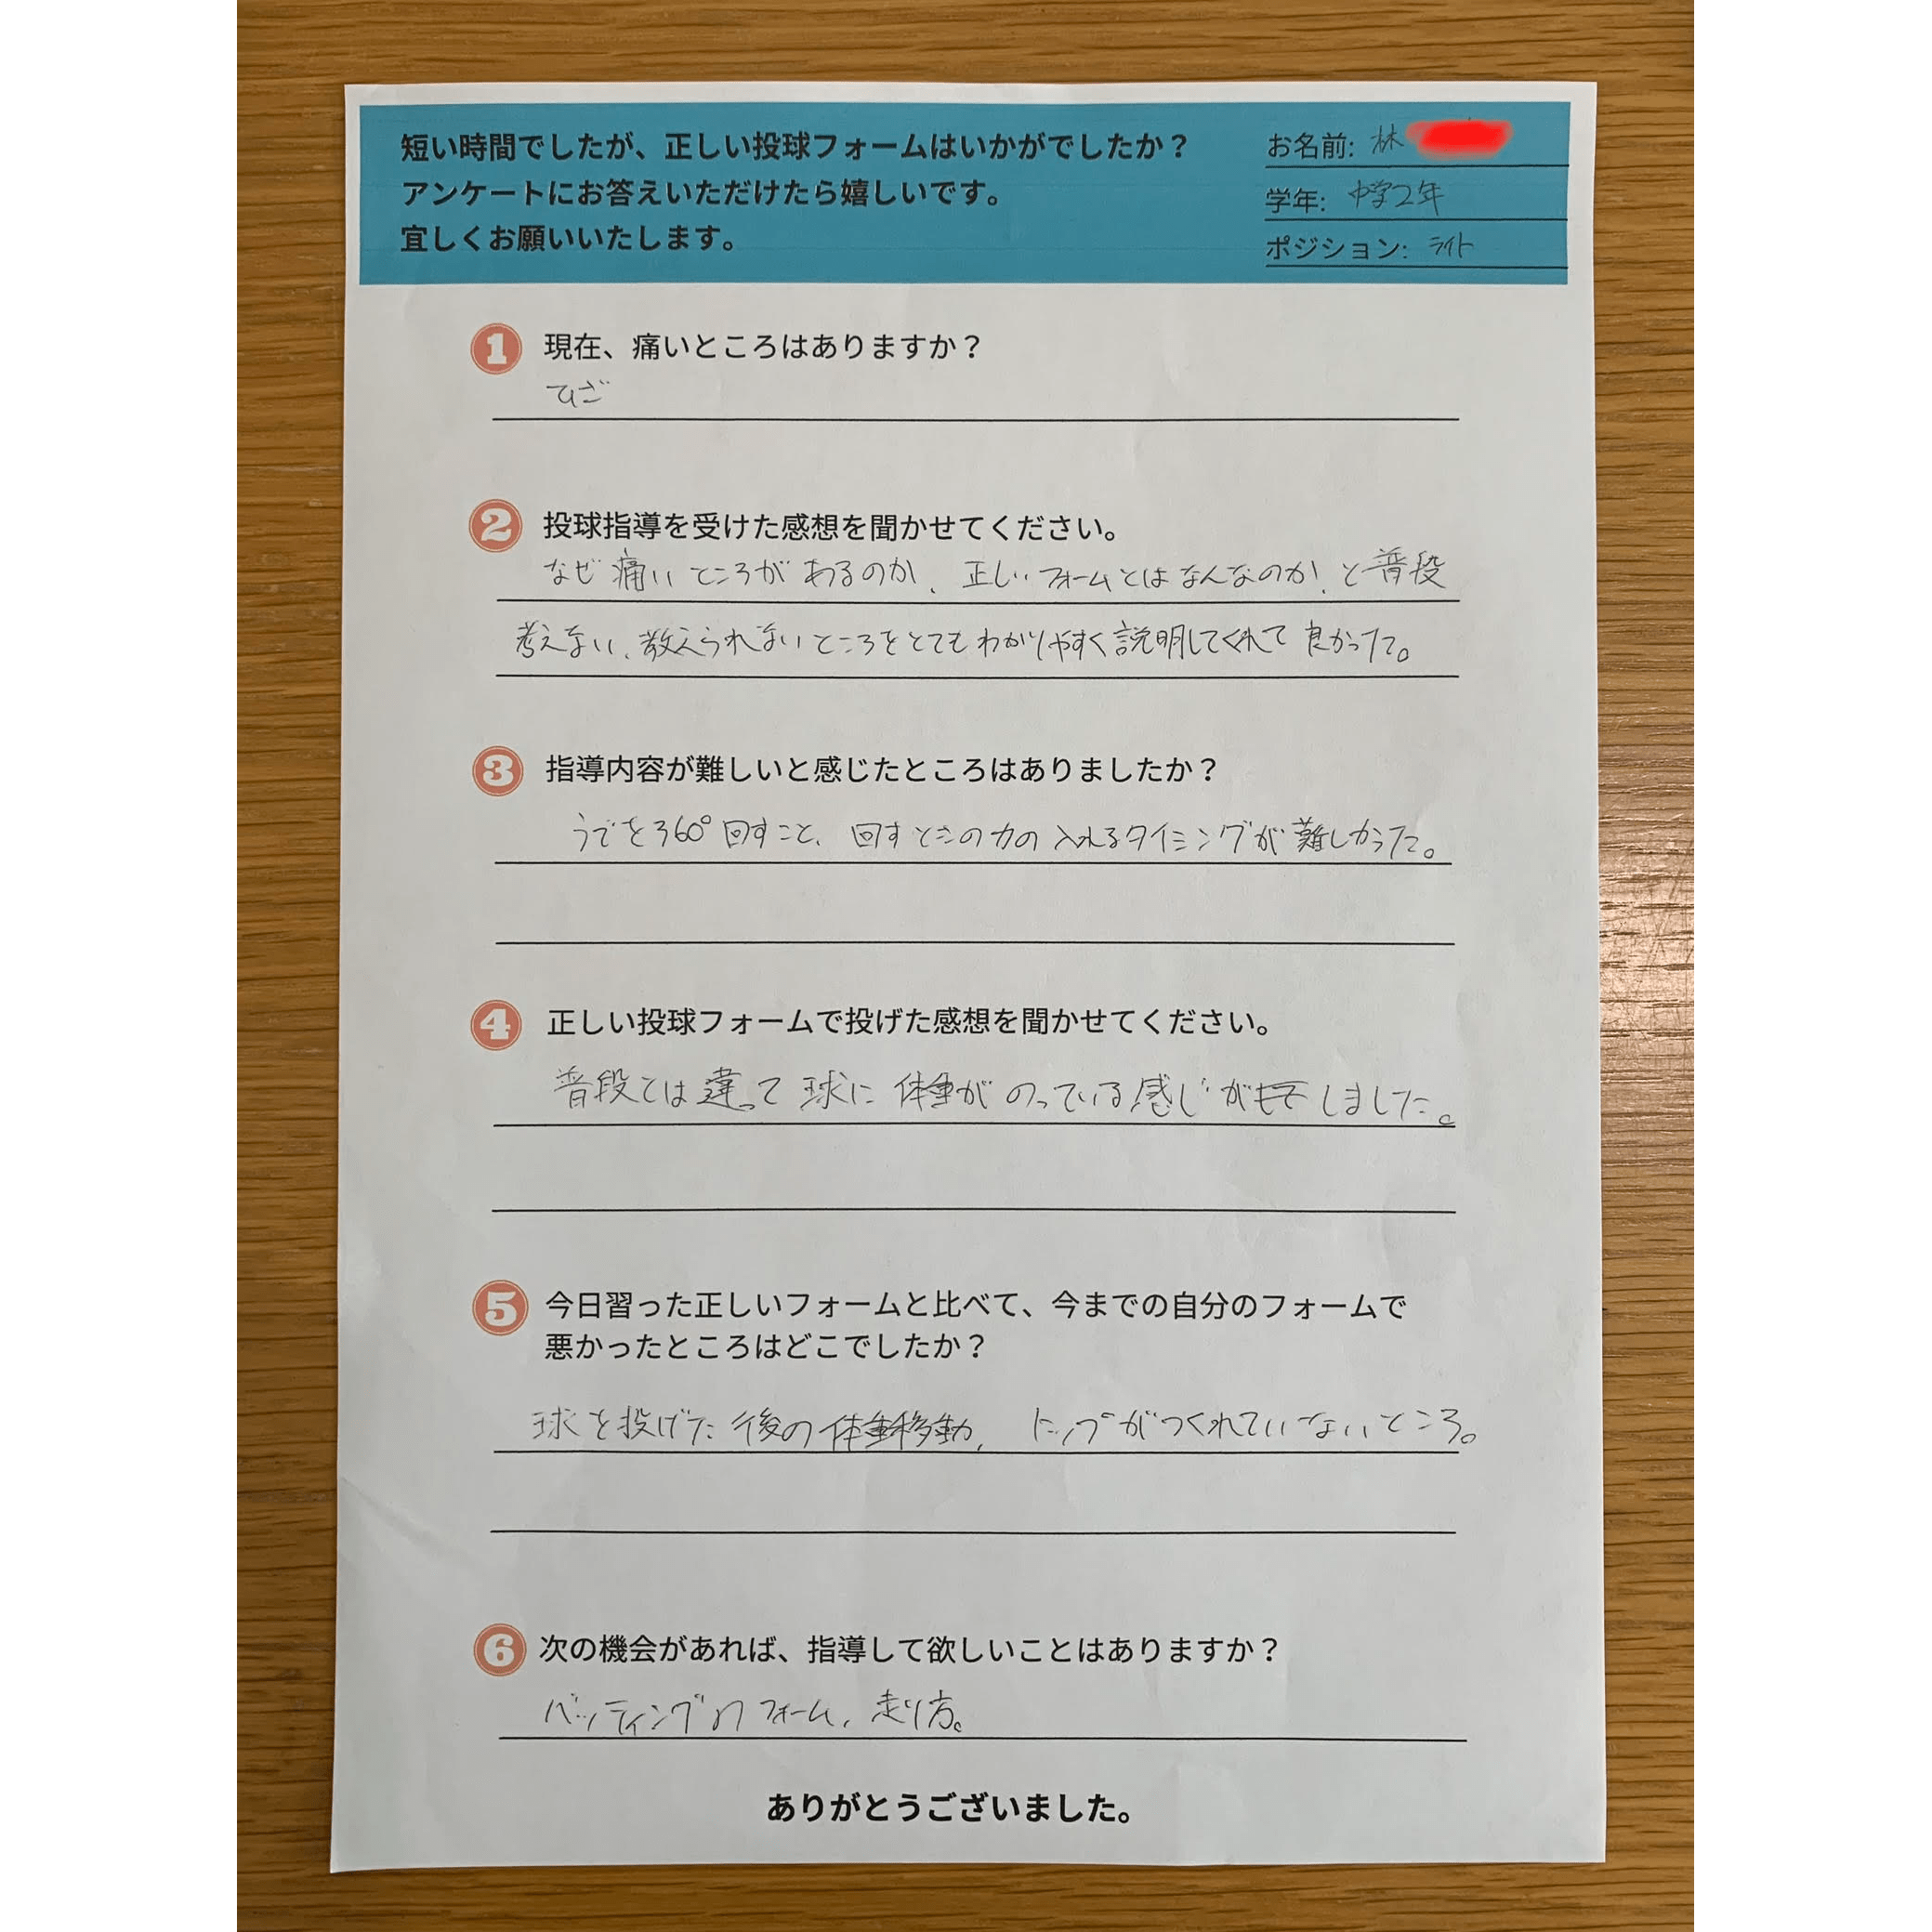 短い時間でしたが、正しい投球フォームはいかがでしたか？
アンケートにお答えいただけたら嬉しいです。
宜しくお願いいたします。
お名前: 林
学年: 中学2年
ポジション: ライト
1 現在、痛いところはありますか？
ひざ
2 投球指導を受けた感想を聞かせてください。
なぜ痛いところがあるのか、正しいフォームとはなんなのか、と普段
考えない、教えられないところをとてもわかりやすく説明してくれて良かった。
3 指導内容が難しいと感じたところはありましたか？
うでを360°回すこと、回すときの力の入れるタイミングが難しかった。
4 正しい投球フォームで投げた感想を聞かせてください。
普段とは違って球に体重がのっている感じがしました。
5 今日習った正しいフォームと比べて、今までの自分のフォームで
悪かったところはどこでしたか？
球を投げた後の体重移動、トップがつくれていないところ。
6 次の機会があれば、指導して欲しいことはありますか？
バッティングのフォーム、走り方。
ありがとうございました。